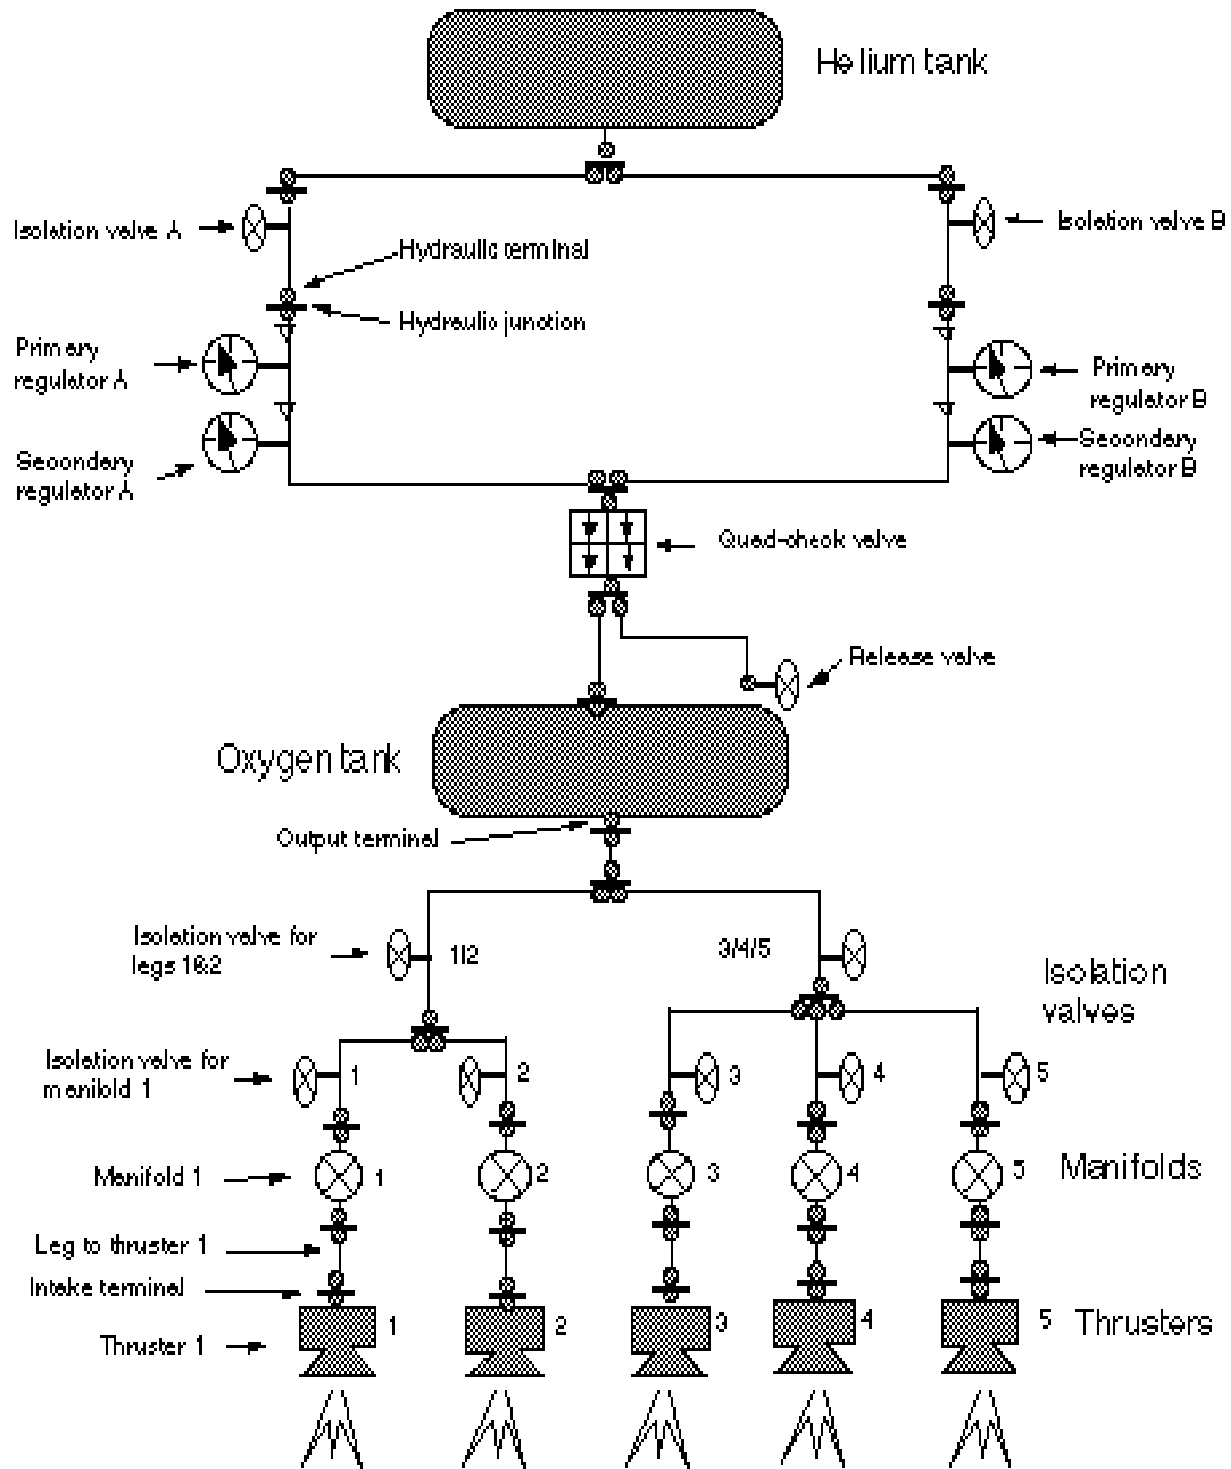 Helium tank
Isolation valve A
Isolation valve B
Hydraulic terminal
Hydraulic junction
Primary
regulator A
Primary
regulator B
Secondary
regulator A
Secondary
regulator B
Quad-check valve
Release valve
Oxygen tank
Output terminal
Isolation valve for
legs 1&2
1/2
3/4/5
Isolation
valves
Isolation valve for
manifold 1
1
2
3
4
5
Manifold 1
1
2
3
4
5
Manifolds
Leg to thruster 1
Intake terminal
Thruster 1
1
2
3
4
5
Thrusters